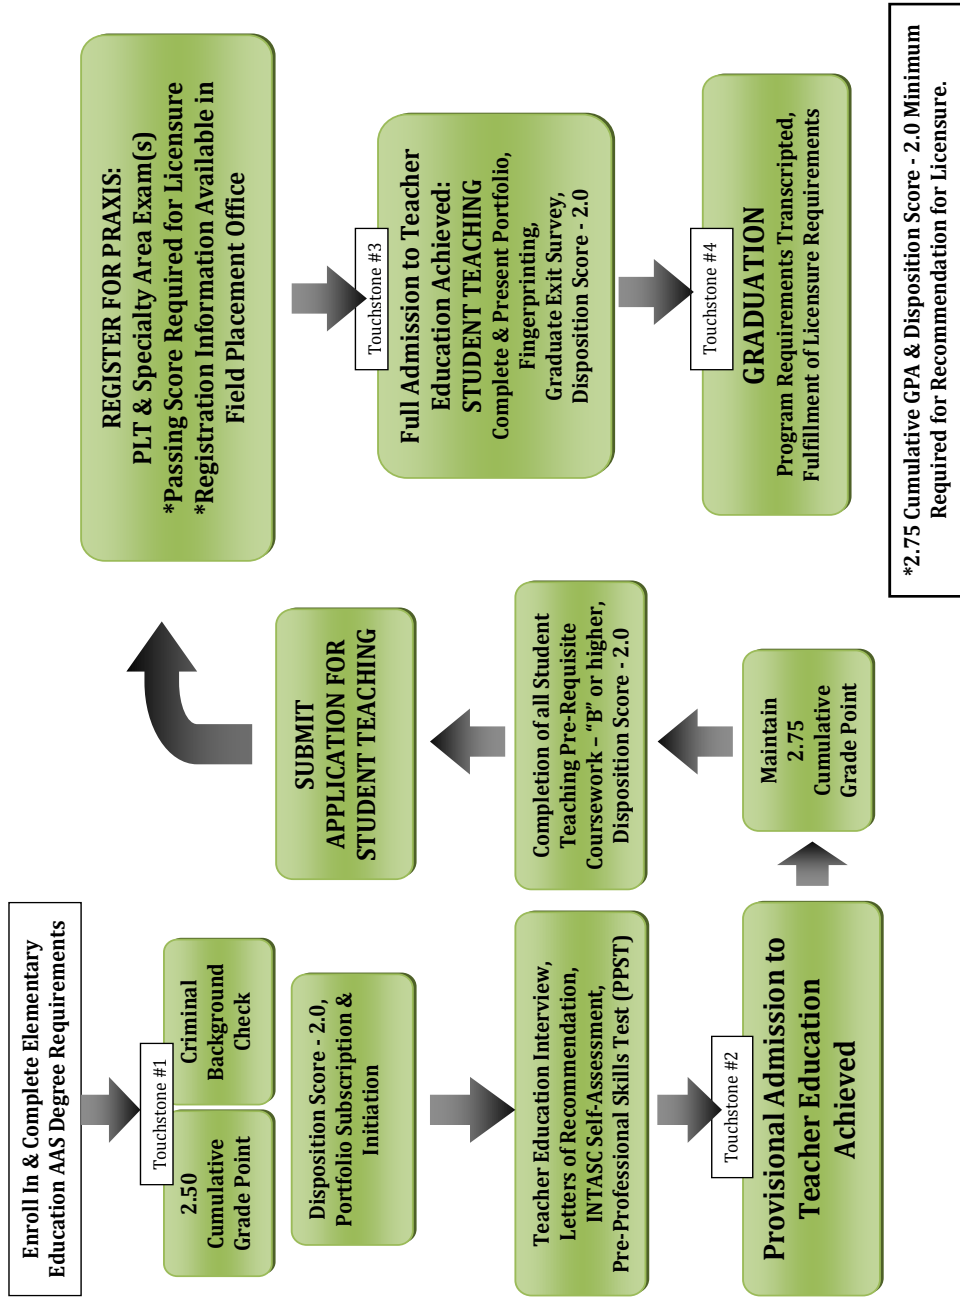 Enroll In & Complete Elementary
Education AAS Degree Requirements
Touchstone #1
2.50
Cumulative
Grade Point
Criminal
Background
Check
Disposition Score - 2.0,
Portfolio Subscription &
Initiation
Teacher Education Interview,
Letters of Recommendation,
INTASC Self-Assessment,
Pre-Professional Skills Test (PPST)
Touchstone #2
Provisional Admission to
Teacher Education
Achieved
Maintain
2.75
Cumulative
Grade Point
Completion of all Student
Teaching Pre-Requisite
Coursework – “B” or higher,
Disposition Score - 2.0
SUBMIT
APPLICATION FOR
STUDENT TEACHING
REGISTER FOR PRAXIS:
PLT & Specialty Area Exam(s)
*Passing Score Required for Licensure
*Registration Information Available in
Field Placement Office
Touchstone #3
Full Admission to Teacher
Education Achieved:
STUDENT TEACHING
Complete & Present Portfolio,
Fingerprinting,
Graduate Exit Survey,
Disposition Score - 2.0
Touchstone #4
GRADUATION
Program Requirements Transcripted,
Fulfillment of Licensure Requirements
*2.75 Cumulative GPA & Disposition Score - 2.0 Minimum
Required for Recommendation for Licensure.